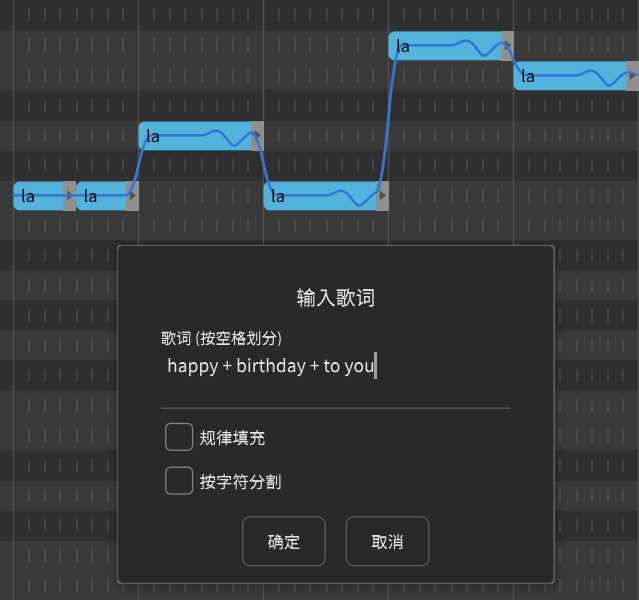 la
la
la
la la
la la
输入歌词
歌词 (按空格划分)
happy + birthday + to you
规律填充
按字符分割
确定 取消